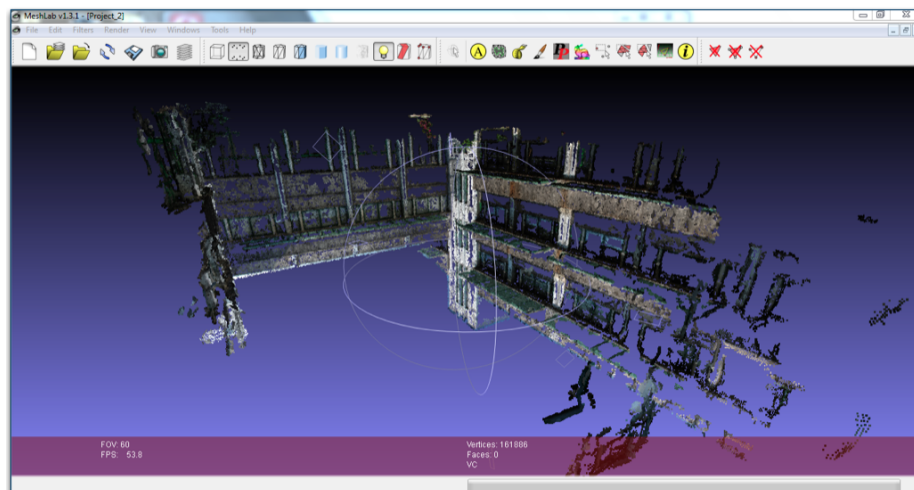 MeshLab v1.3.1 - [Project_2]
File Edit Filters Render View Windows Tools Help
A
i
FOV: 60
FPS: 53.8
Vertices: 161886
Faces: 0
VC